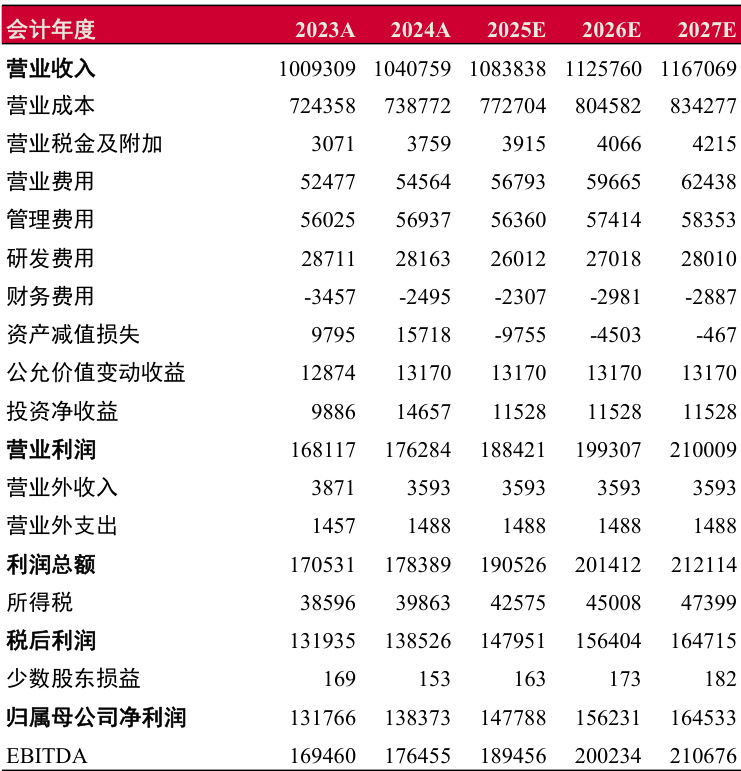 会计年度 2023A 2024A 2025E 2026E 2027E
营业收入 1009309 1040759 1083838 1125760 1167069
营业成本 724358 738772 772704 804582 834277
营业税金及附加 3071 3759 3915 4066 4215
营业费用 52477 54564 56793 59665 62438
管理费用 56025 56937 56360 57414 58353
研发费用 28711 28163 26012 27018 28010
财务费用 -3457 -2495 -2307 -2981 -2887
资产减值损失 9795 15718 -9755 -4503 -467
公允价值变动收益 12874 13170 13170 13170 13170
投资净收益 9886 14657 11528 11528 11528
营业利润 168117 176284 188421 199307 210009
营业外收入 3871 3593 3593 3593 3593
营业外支出 1457 1488 1488 1488 1488
利润总额 170531 178389 190526 201412 212114
所得税 38596 39863 42575 45008 47399
税后利润 131935 138526 147951 156404 164715
少数股东损益 169 153 163 173 182
归属母公司净利润 131766 138373 147788 156231 164533
EBITDA 169460 176455 189456 200234 210676